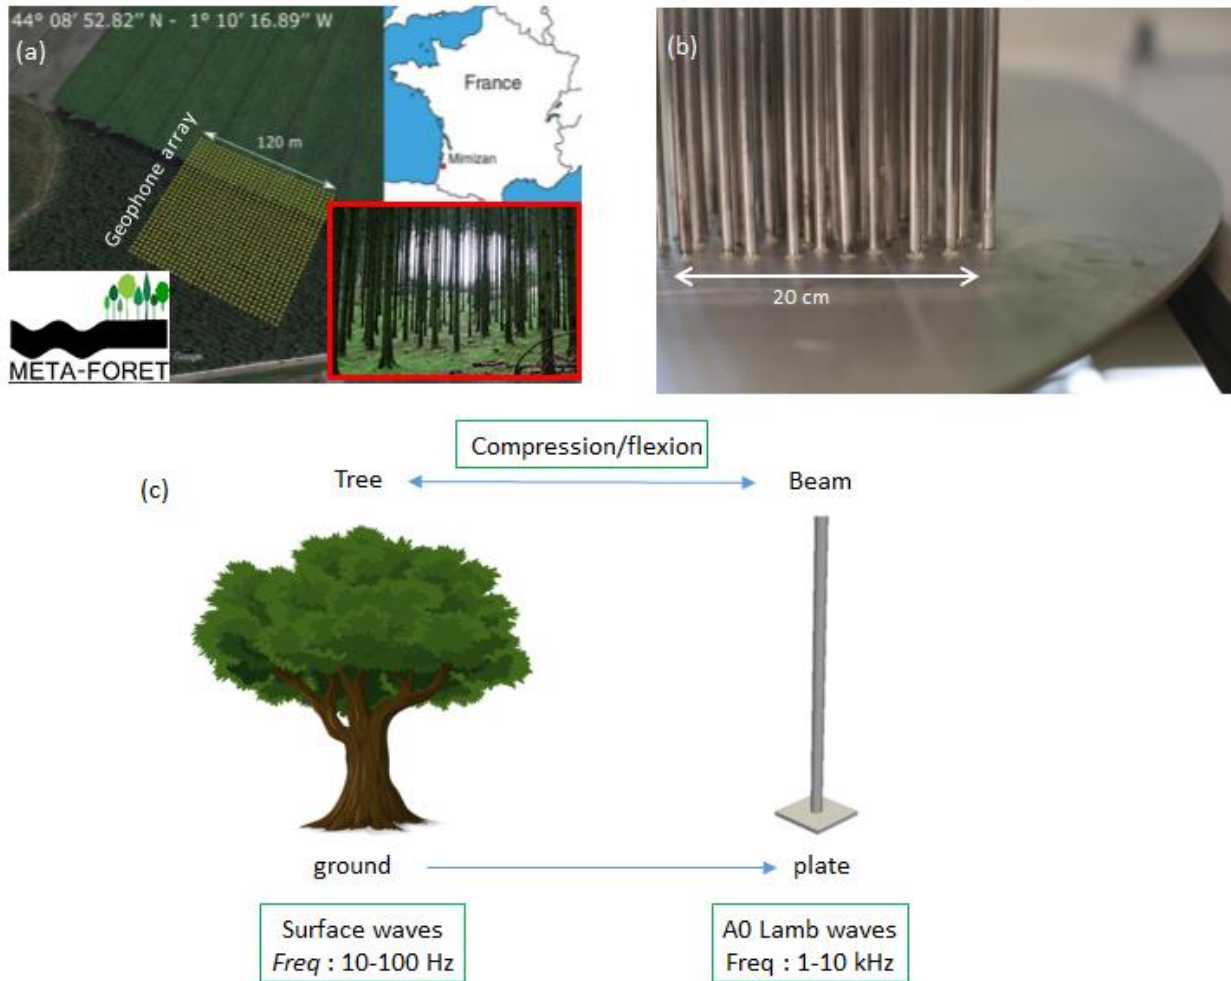 44° 08′ 52.82″ N - 1° 10′ 16.89″ W
(a)
120 m
Geophone array
France
Mimizan
META-FORET
Google
(b)
20 cm
Compression/flexion
Tree
Beam
(c)
ground
plate
Surface waves
Freq : 10-100 Hz
A0 Lamb waves
Freq : 1-10 kHz